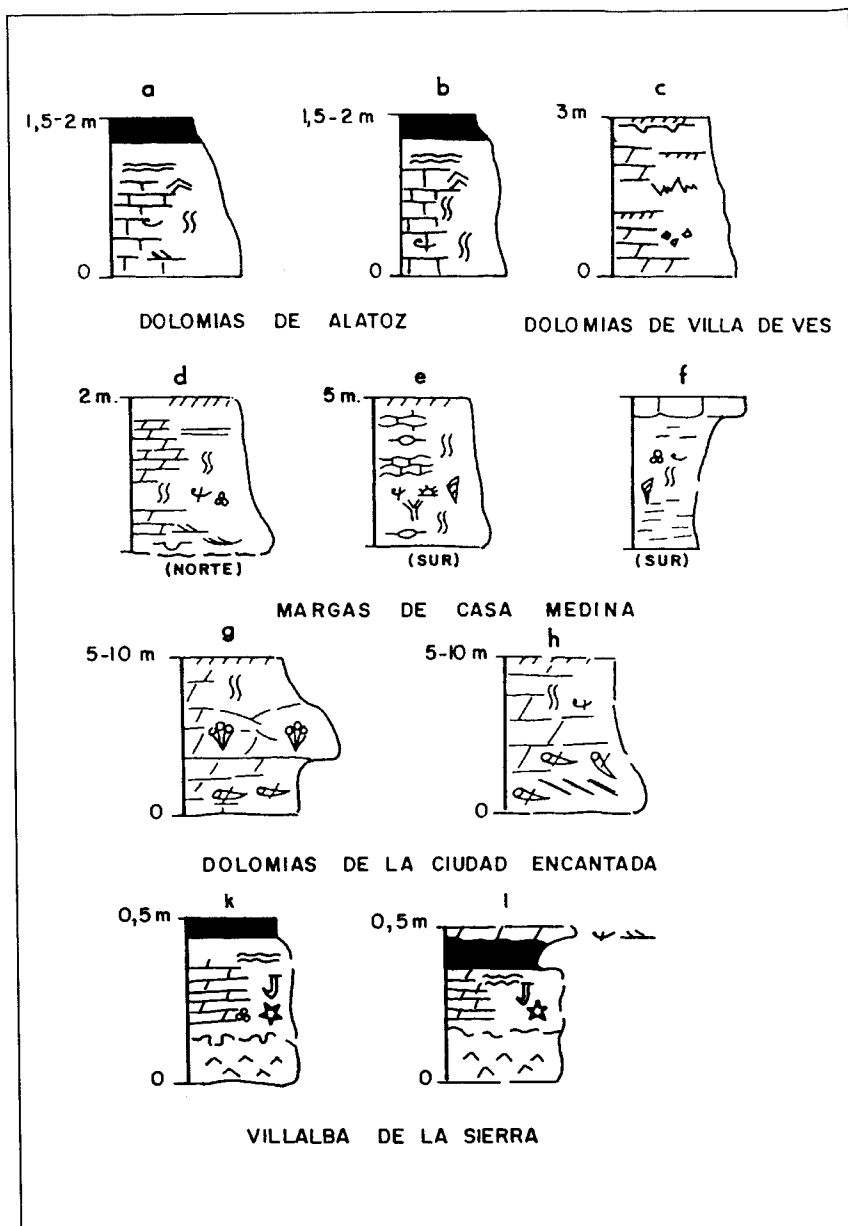 a b c
1,5-2 m 1,5-2 m 3 m
0 0 0
DOLOMIAS DE ALATOZ DOLOMIAS DE VILLA DE VES
d e f
2 m. 5 m.
(NORTE) (SUR) (SUR)
MARGAS DE CASA MEDINA
g h
5-10 m 5-10 m
0 0
DOLOMIAS DE LA CIUDAD ENCANTADA
k l
0,5 m 0,5 m
0 0
VILLALBA DE LA SIERRA